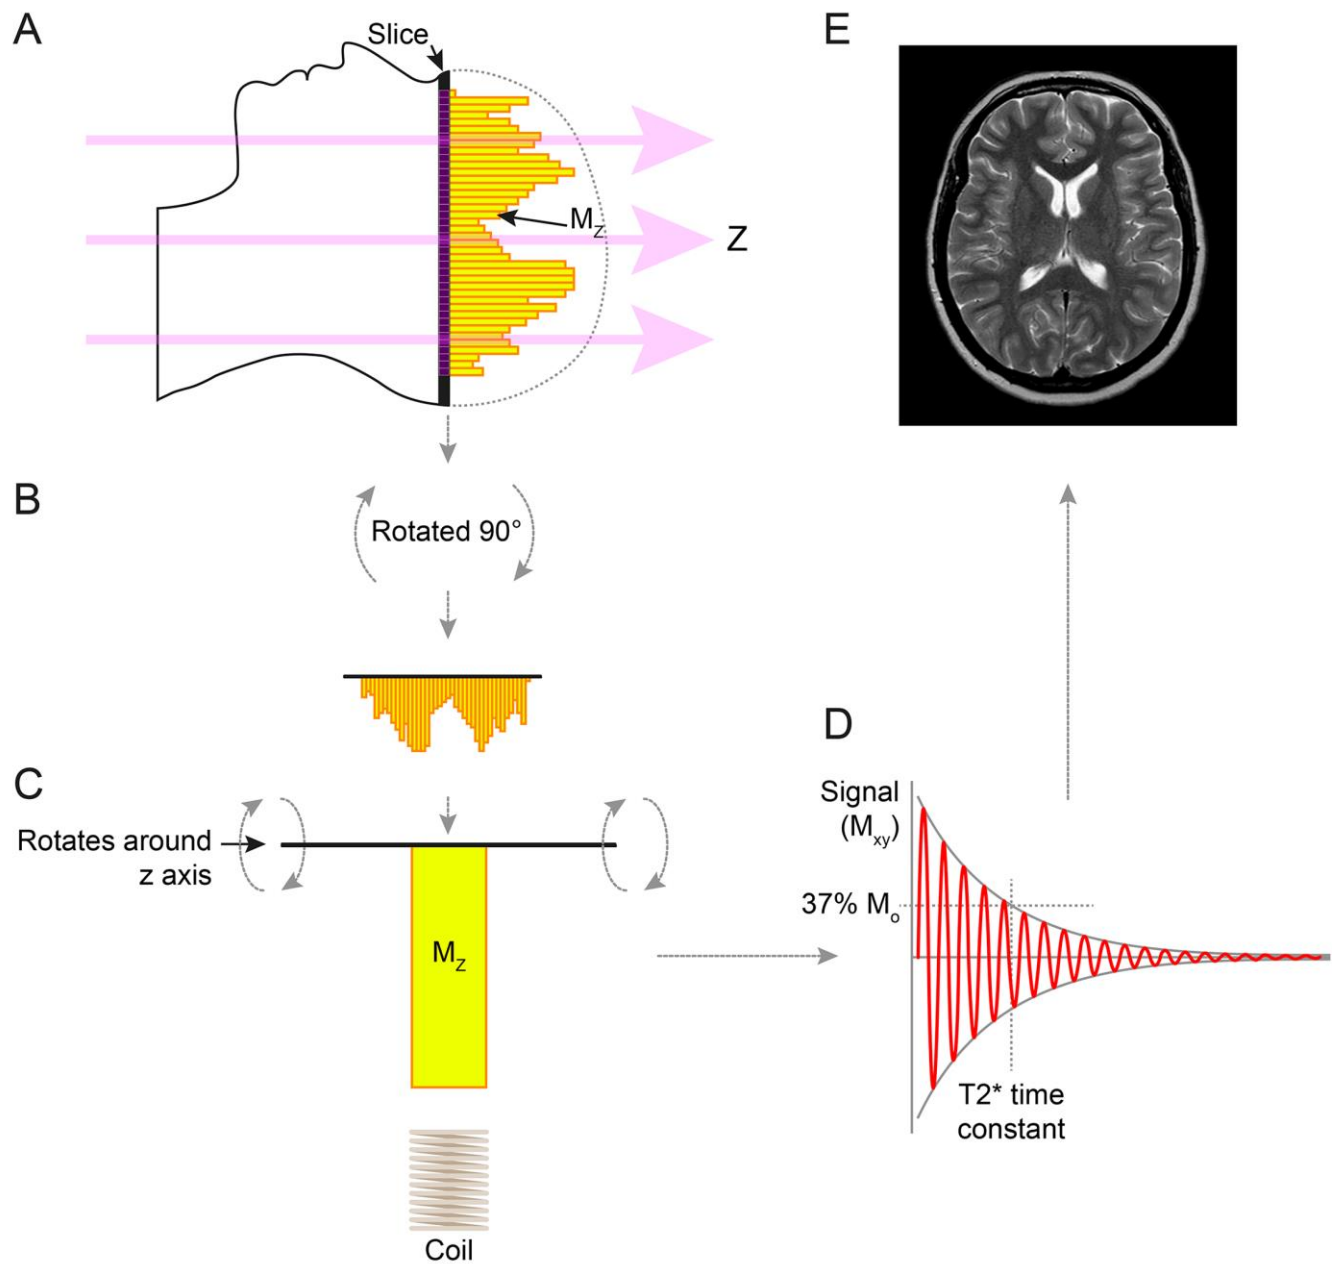 A
Slice
M_Z
Z
E
B
Rotated 90°
C
Rotates around
z axis
M_Z
Coil
D
Signal
(M_xy)
37% M_o
T2* time
constant